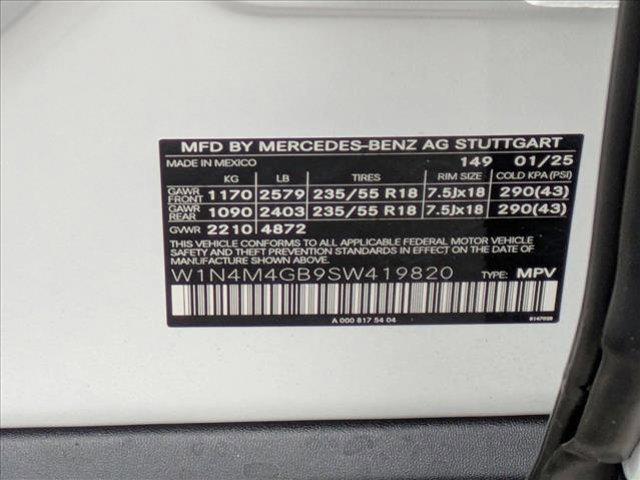 MFD BY MERCEDES-BENZ AG STUTTGART
MADE IN MEXICO 149 01/25
KG LB TIRES RIM SIZE COLD KPA(PSI)
GAWR FRONT 1170 2579 235/55 R18 7.5Jx18 290(43)
GAWR REAR 1090 2403 235/55 R18 7.5Jx18 290(43)
GVWR 2210 4872
THIS VEHICLE CONFORMS TO ALL APPLICABLE FEDERAL MOTOR VEHICLE
SAFETY AND THEFT PREVENTION STANDARDS IN EFFECT ON THE DATE OF
MANUFACTURE SHOWN ABOVE.
W1N4M4GB9SW419820 TYPE: MPV
A 000 817 54 04